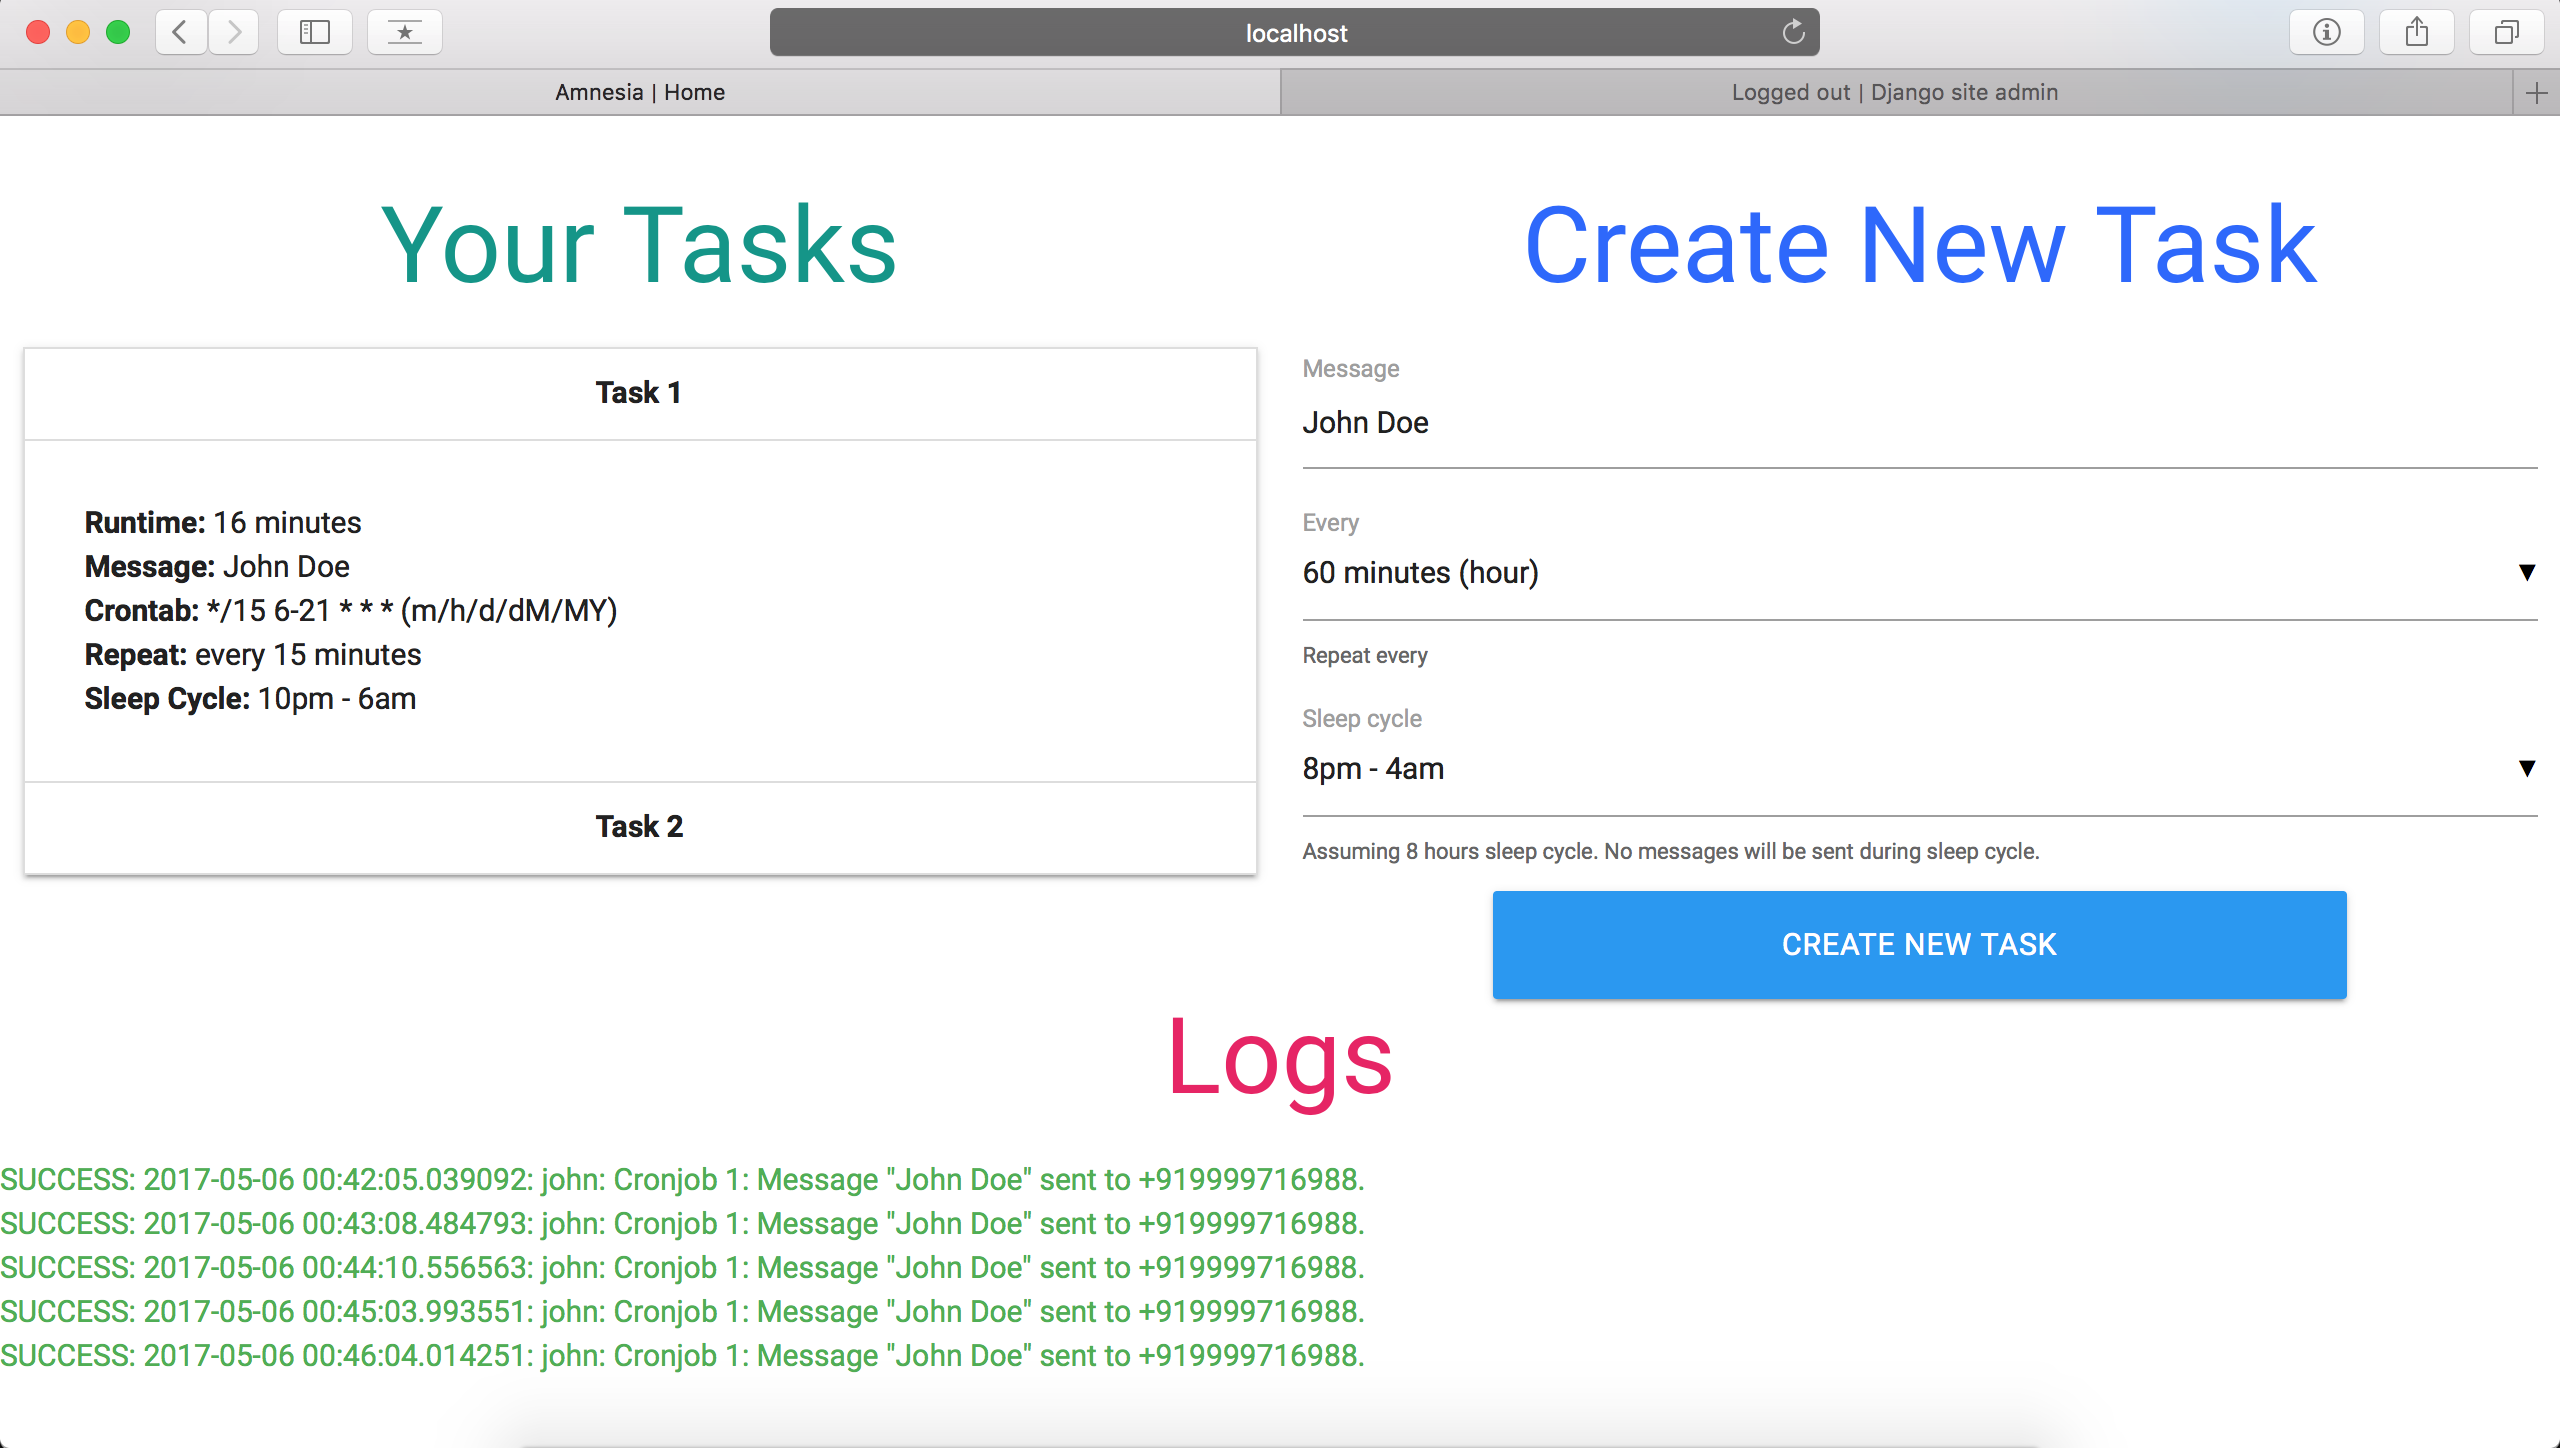 localhost
Amnesia | Home
Logged out | Django site admin
Your Tasks
Task 1
Runtime: 16 minutes
Message: John Doe
Crontab: */15 6-21 * * * (m/h/d/dM/MY)
Repeat: every 15 minutes
Sleep Cycle: 10pm - 6am
Task 2
Create New Task
Message
John Doe
Every
60 minutes (hour)
Repeat every
Sleep cycle
8pm - 4am
Assuming 8 hours sleep cycle. No messages will be sent during sleep cycle.
CREATE NEW TASK
Logs
SUCCESS: 2017-05-06 00:42:05.039092: john: Cronjob 1: Message "John Doe" sent to +919999716988.
SUCCESS: 2017-05-06 00:43:08.484793: john: Cronjob 1: Message "John Doe" sent to +919999716988.
SUCCESS: 2017-05-06 00:44:10.556563: john: Cronjob 1: Message "John Doe" sent to +919999716988.
SUCCESS: 2017-05-06 00:45:03.993551: john: Cronjob 1: Message "John Doe" sent to +919999716988.
SUCCESS: 2017-05-06 00:46:04.014251: john: Cronjob 1: Message "John Doe" sent to +919999716988.